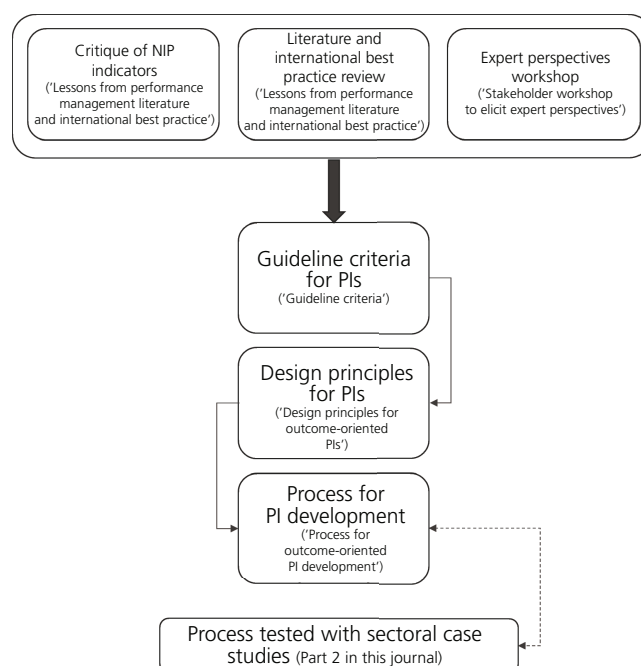 Critique of NIP
indicators
('Lessons from performance
management literature
and international best practice')
Literature and
international best
practice review
('Lessons from performance
management literature
and international best practice')
Expert perspectives
workshop
('Stakeholder workshop
to elicit expert perspectives')
Guideline criteria
for PIs
('Guideline criteria')
Design principles
for PIs
('Design principles for
outcome-oriented
PIs')
Process for
PI development
('Process for
outcome-oriented
PI development')
Process tested with sectoral case
studies (Part 2 in this journal)